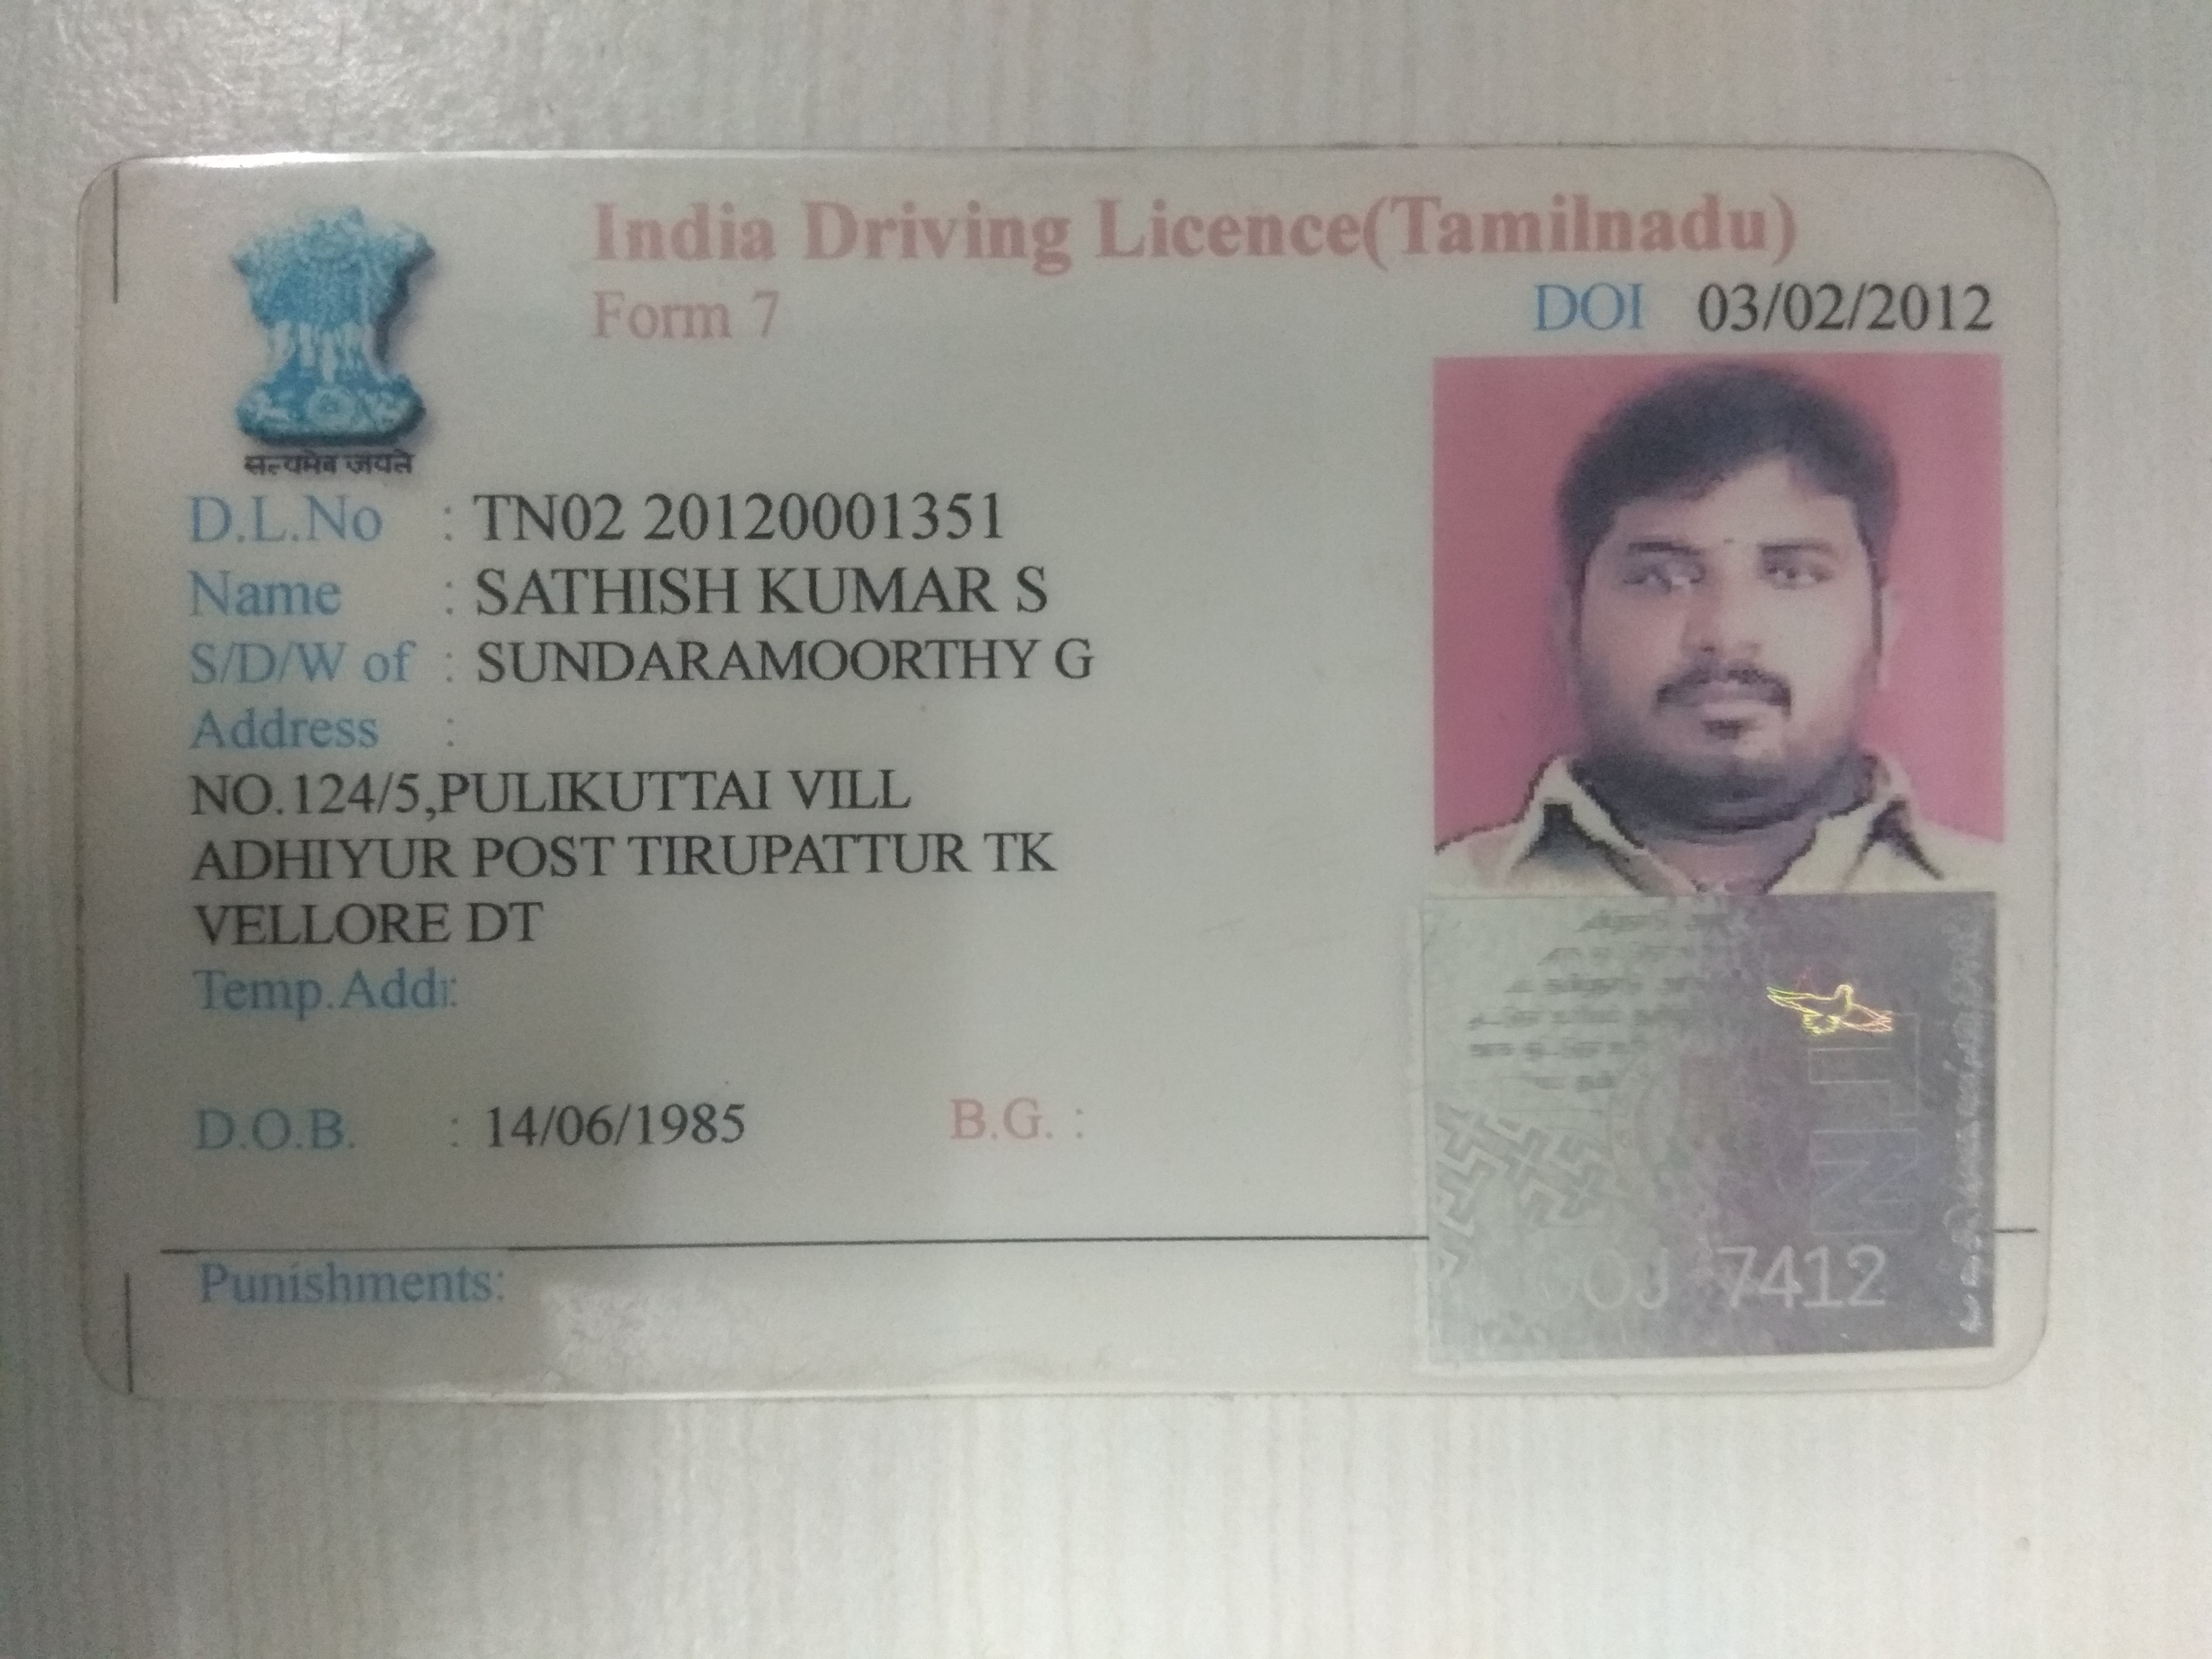 India Driving Licence(Tamilnadu)
Form 7
DOI 03/02/2012
सत्यमेव जयते
D.L.No : TN02 20120001351
Name : SATHISH KUMAR S
S/D/W of : SUNDARAMOORTHY G
Address :
NO.124/5,PULIKUTTAI VILL
ADHIYUR POST TIRUPATTUR TK
VELLORE DT
Temp.Addr:
D.O.B. : 14/06/1985 B.G. :
Punishments:
TN
7412